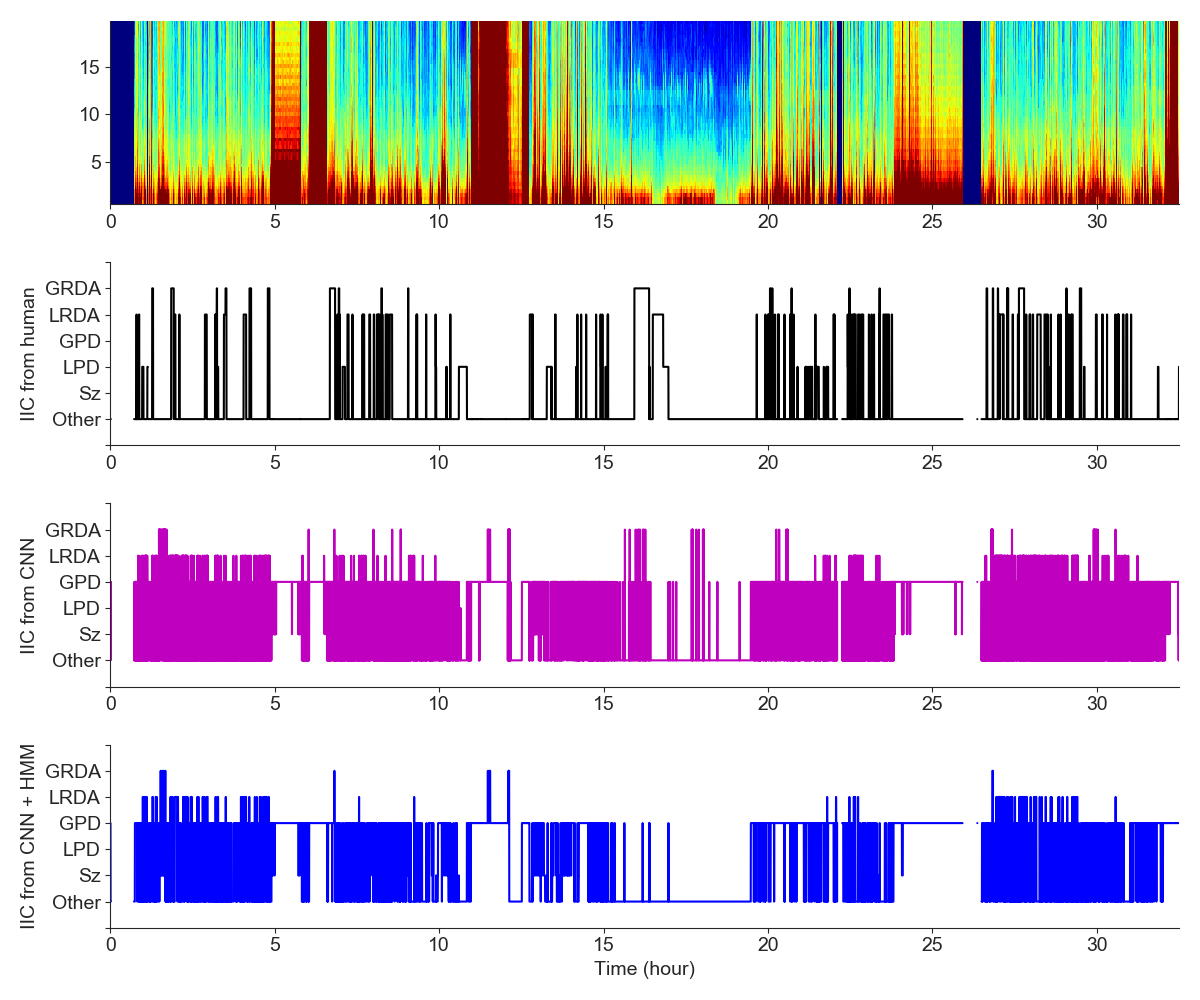 15
10
5
0 5 10 15 20 25 30
IIC from human
GRDA
LRDA
GPD
LPD
Sz
Other
0 5 10 15 20 25 30
IIC from CNN
GRDA
LRDA
GPD
LPD
Sz
Other
0 5 10 15 20 25 30
IIC from CNN + HMM
GRDA
LRDA
GPD
LPD
Sz
Other
0 5 10 15 20 25 30
Time (hour)